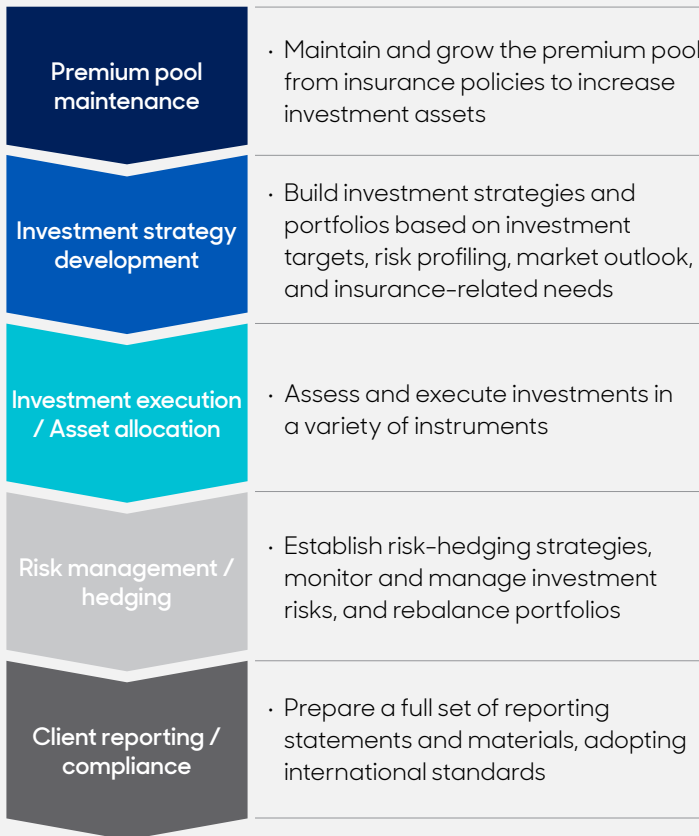 Premium pool
maintenance
· Maintain and grow the premium pool
from insurance policies to increase
investment assets
Investment strategy
development
· Build investment strategies and
portfolios based on investment
targets, risk profiling, market outlook,
and insurance-related needs
Investment execution
/ Asset allocation
· Assess and execute investments in
a variety of instruments
Risk management /
hedging
· Establish risk-hedging strategies,
monitor and manage investment
risks, and rebalance portfolios
Client reporting /
compliance
· Prepare a full set of reporting
statements and materials, adopting
international standards